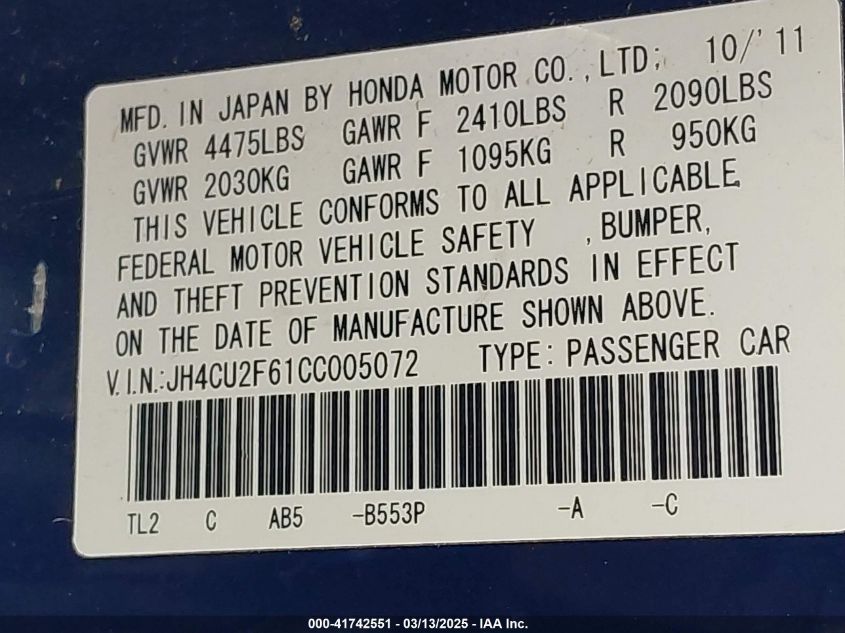 MFD. IN JAPAN BY HONDA MOTOR CO., LTD; 10/'11
GVWR 4475LBS GAWR F 2410LBS R 2090LBS
GVWR 2030KG GAWR F 1095KG R 950KG
THIS VEHICLE CONFORMS TO ALL APPLICABLE
FEDERAL MOTOR VEHICLE SAFETY , BUMPER,
AND THEFT PREVENTION STANDARDS IN EFFECT
ON THE DATE OF MANUFACTURE SHOWN ABOVE.
V.I.N.:JH4CU2F61CC005072 TYPE: PASSENGER CAR
TL2 C AB5 -B553P -A -C
000-41742551 - 03/13/2025 - IAA Inc.